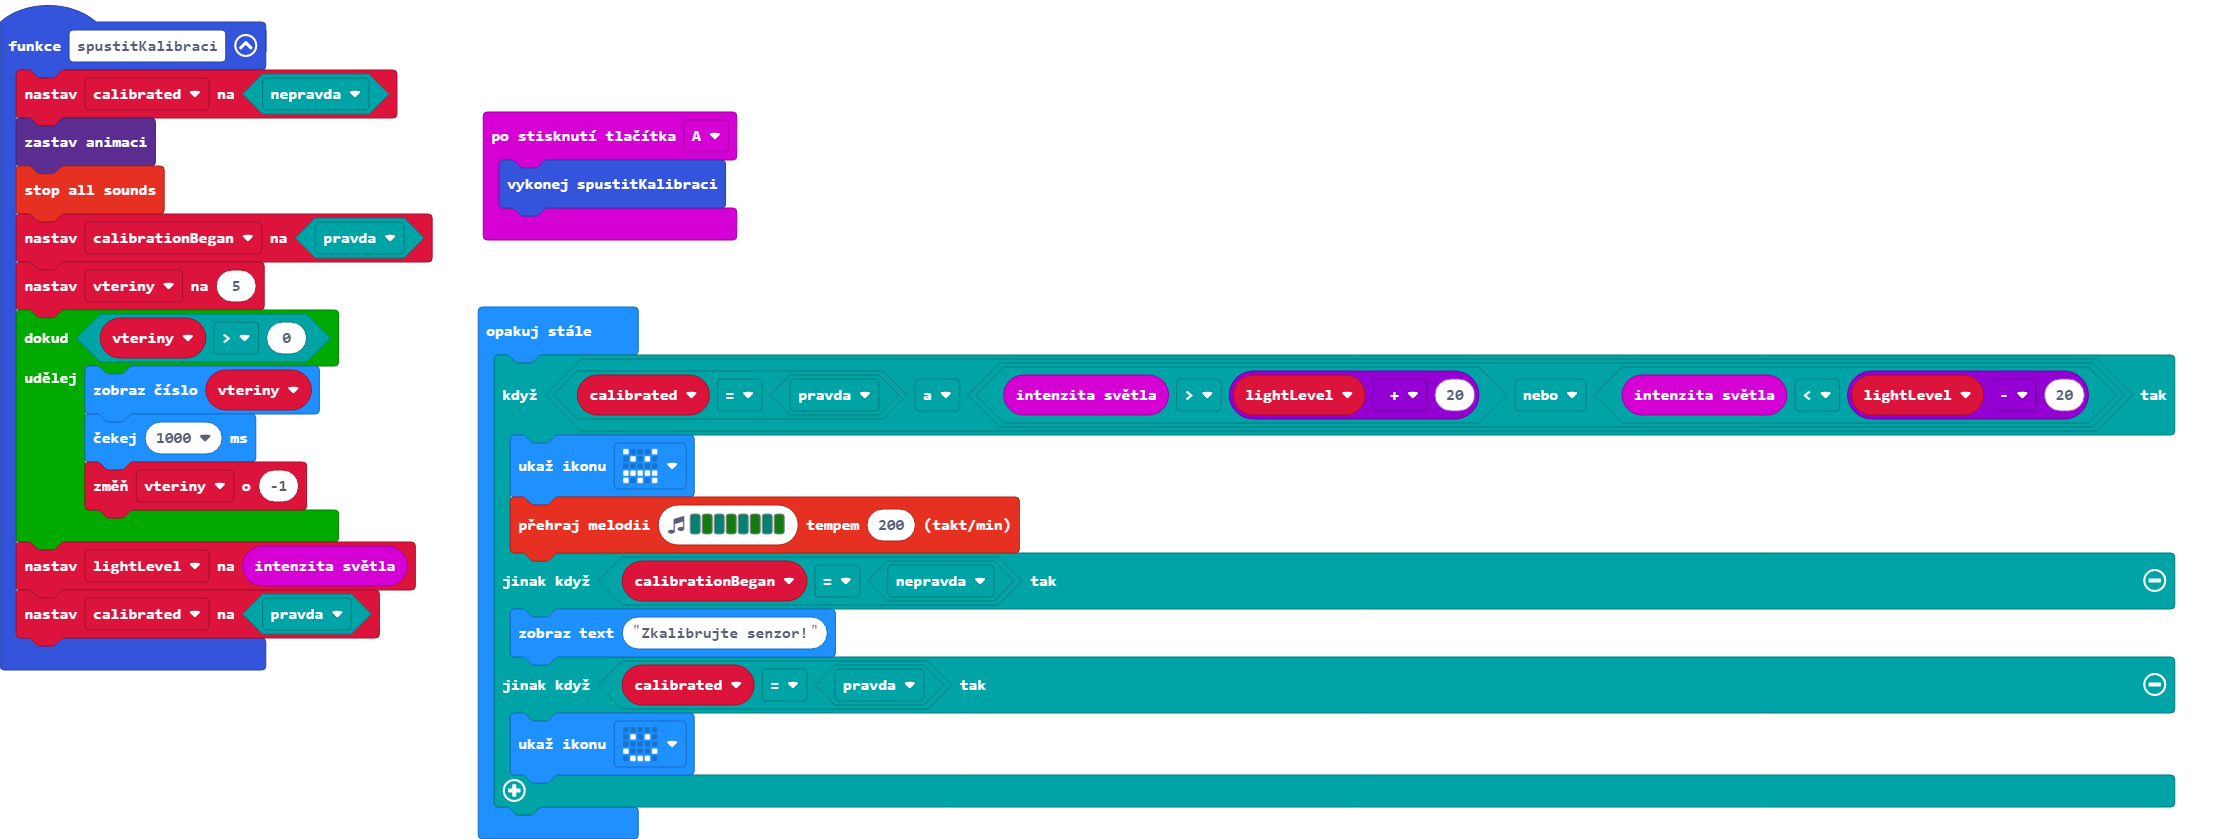 funkce spustitKalibraci
nastav calibrated na nepravda
zastav animaci
stop all sounds
nastav calibrationBegan na pravda
nastav vteriny na 5
dokud vteriny > 0
udělej
zobraz číslo vteriny
čekej 1000 ms
změň vteriny o -1
nastav lightLevel na intenzita světla
nastav calibrated na pravda
po stisknutí tlačítka A
vykonej spustitKalibraci
opakuj stále
když calibrated = pravda a intenzita světla > lightLevel + 20 nebo intenzita světla < lightLevel - 20 tak
ukaž ikonu
přehraj melodii tempem 200 (takt/min)
jinak když calibrationBegan = nepravda tak
zobraz text "Zkalibrujte senzor!"
jinak když calibrated = pravda tak
ukaž ikonu